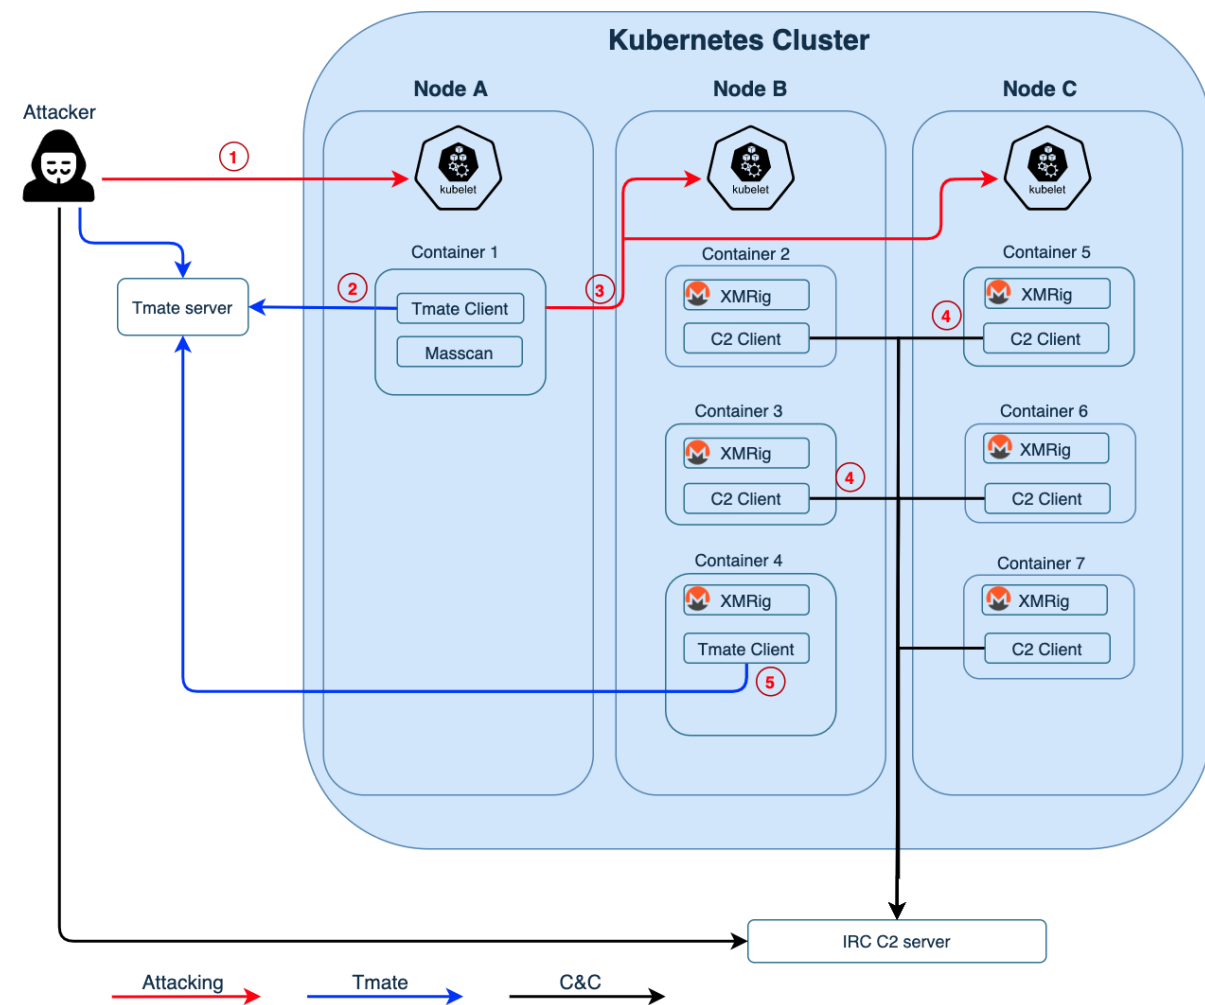 Kubernetes Cluster
Node A
Node B
Node C
Attacker
1
kubelet
kubelet
kubelet
Container 1
Container 2
Container 5
Tmate server
2
Tmate Client
Masscan
3
XMRig
C2 Client
4
XMRig
C2 Client
Container 3
XMRig
C2 Client
4
Container 6
XMRig
C2 Client
Container 4
XMRig
Tmate Client
5
Container 7
XMRig
C2 Client
IRC C2 server
Attacking
Tmate
C&C